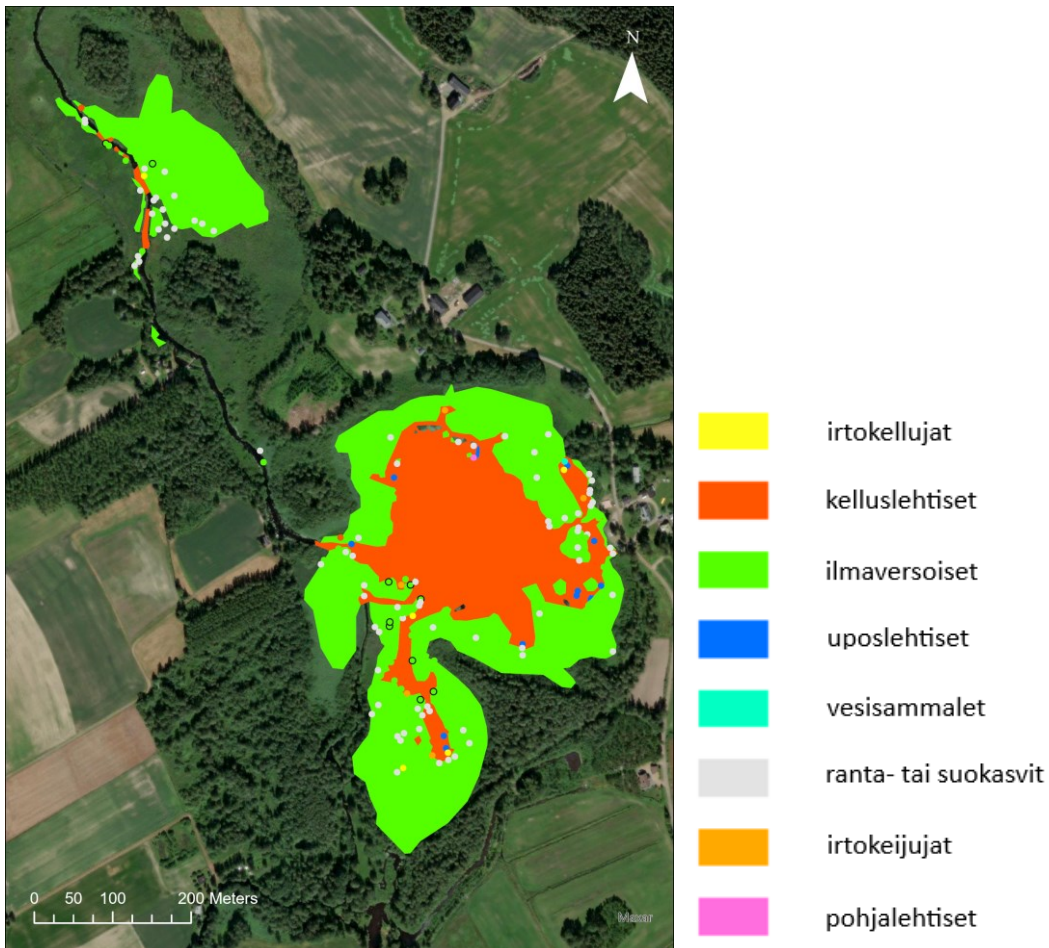 N
irtokellujat
kelluslehtiset
ilmaversoiset
uposlehtiset
vesisammalet
ranta- tai suokasvit
irtokeijujat
pohjalehtiset
0 50 100 200 Meters
Maxar